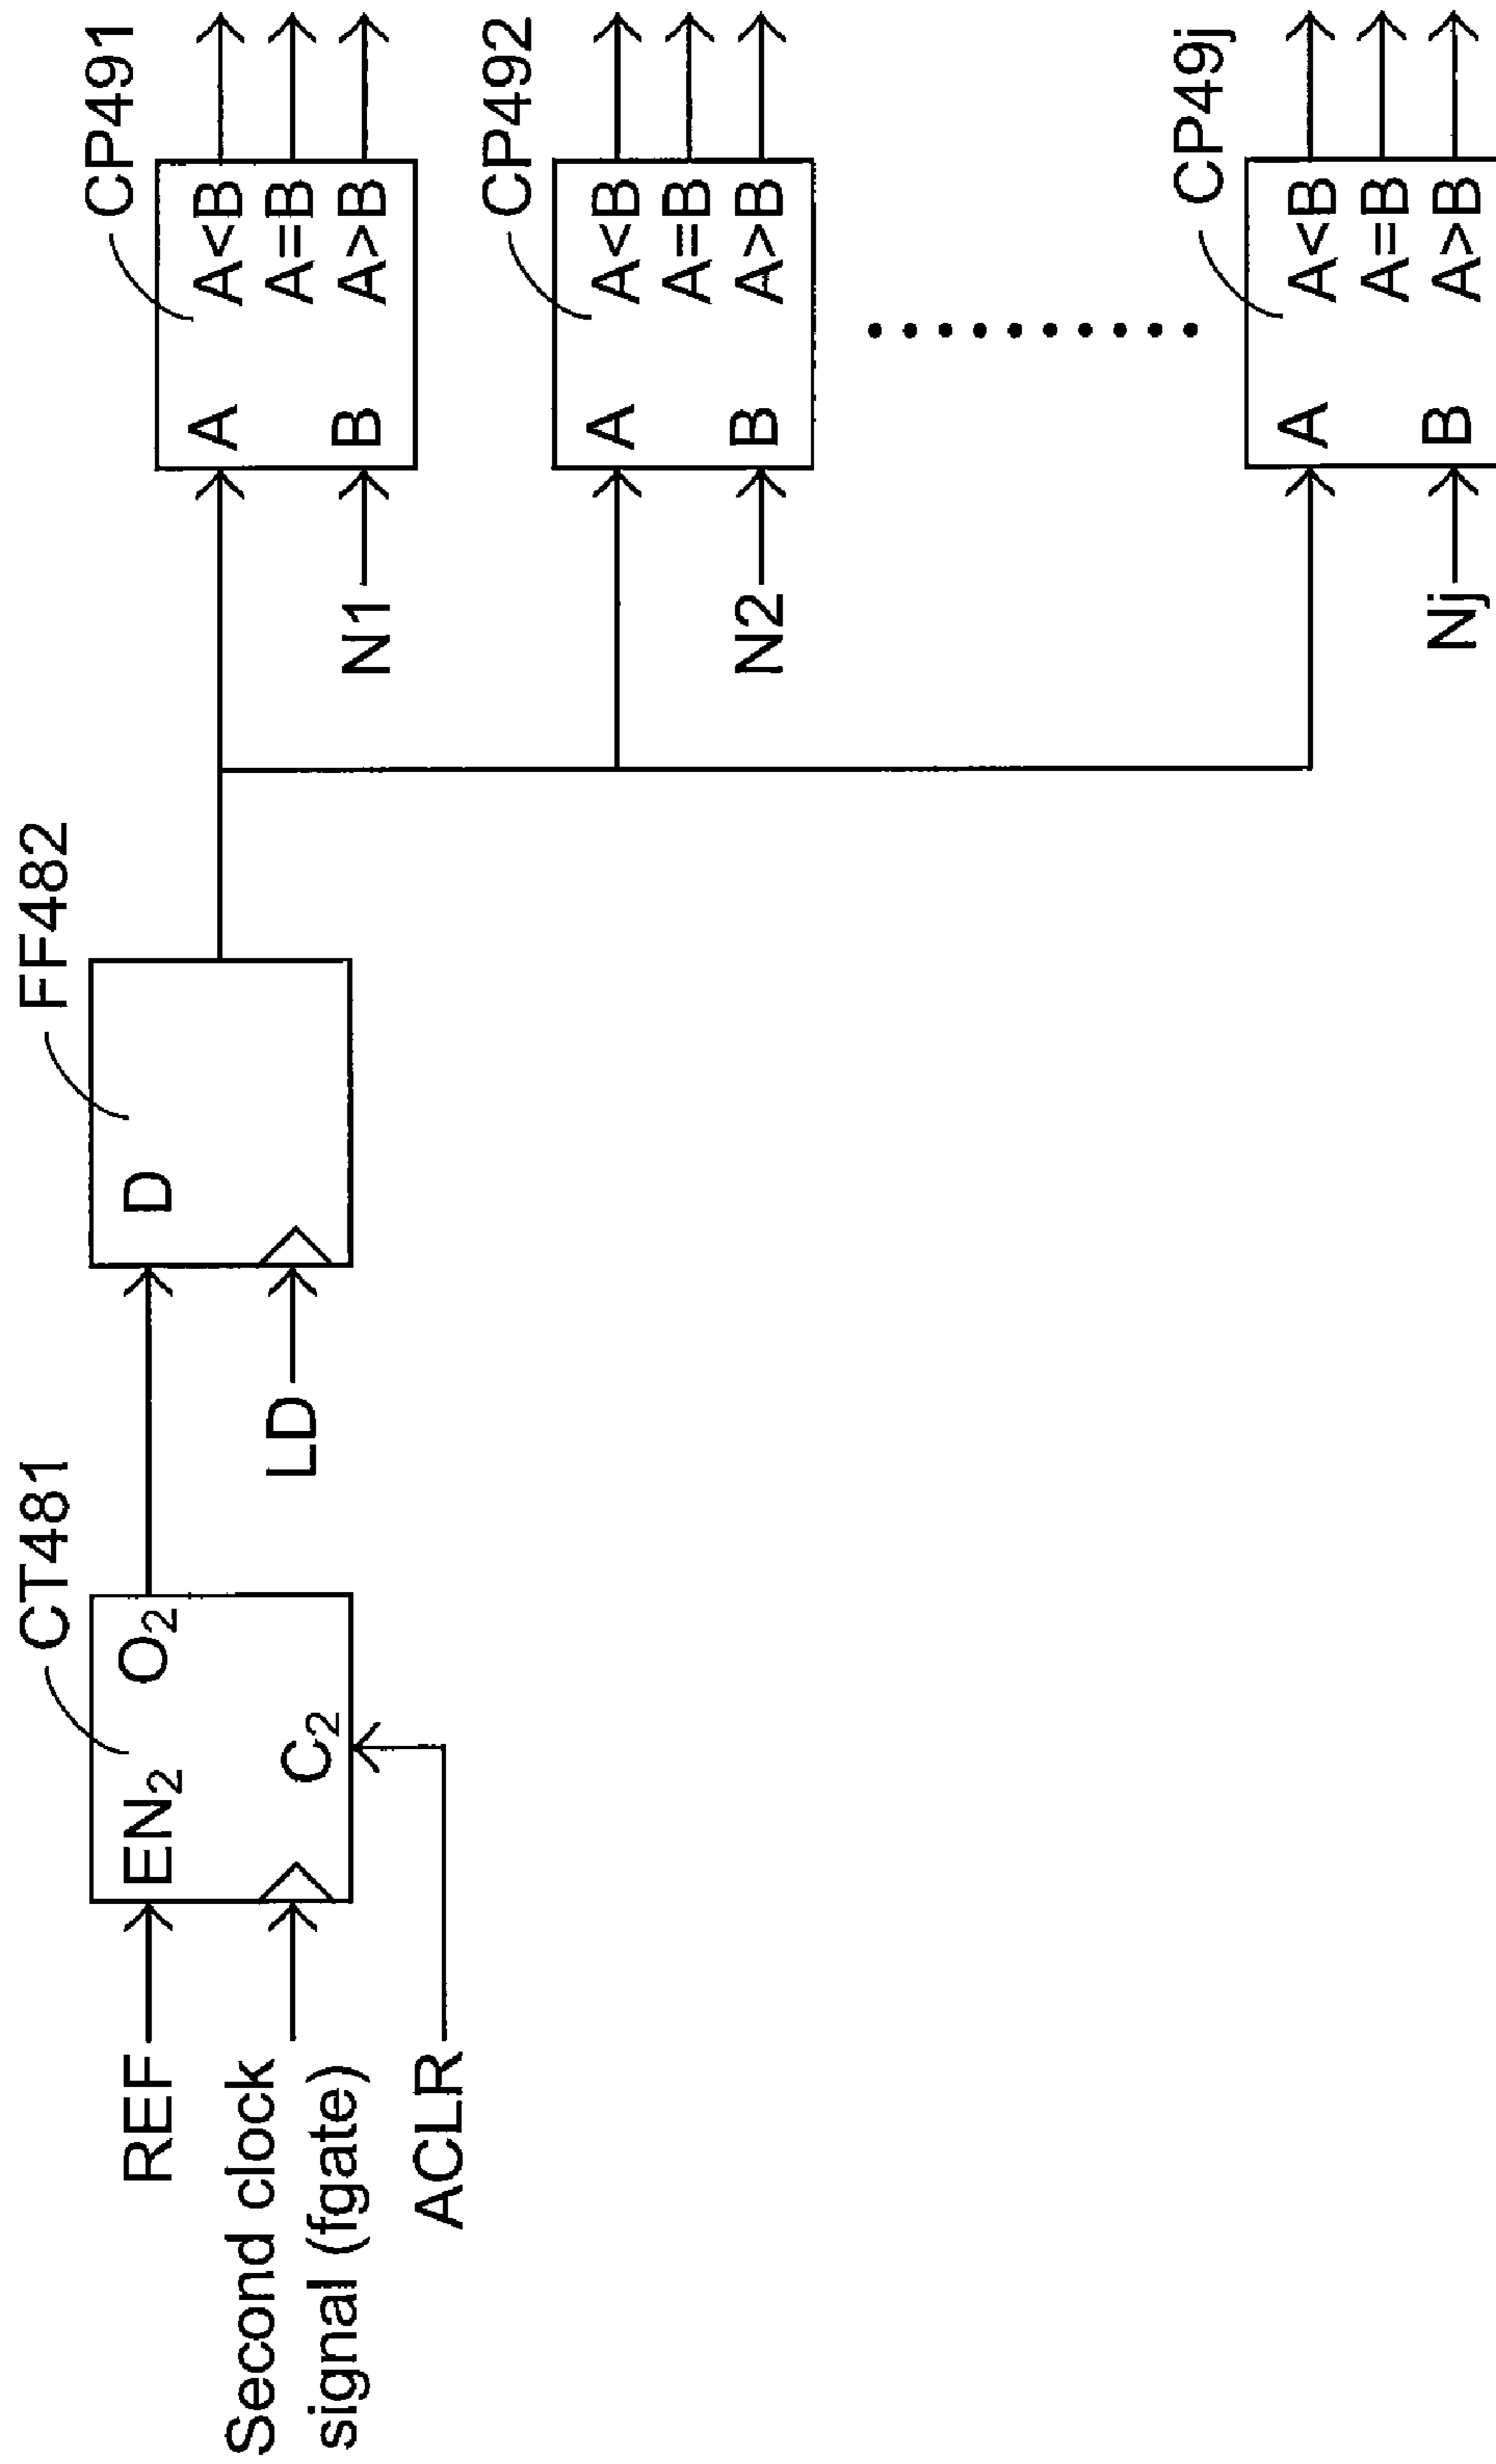 REF
Second clock
signal (fgate)
ACLR
CT481
EN2
O2
C2
LD
FF482
D
N1
CP491
A
B
A<B
A=B
A>B
N2
CP492
A
B
A<B
A=B
A>B
Nj
CP49j
A
B
A<B
A=B
A>B